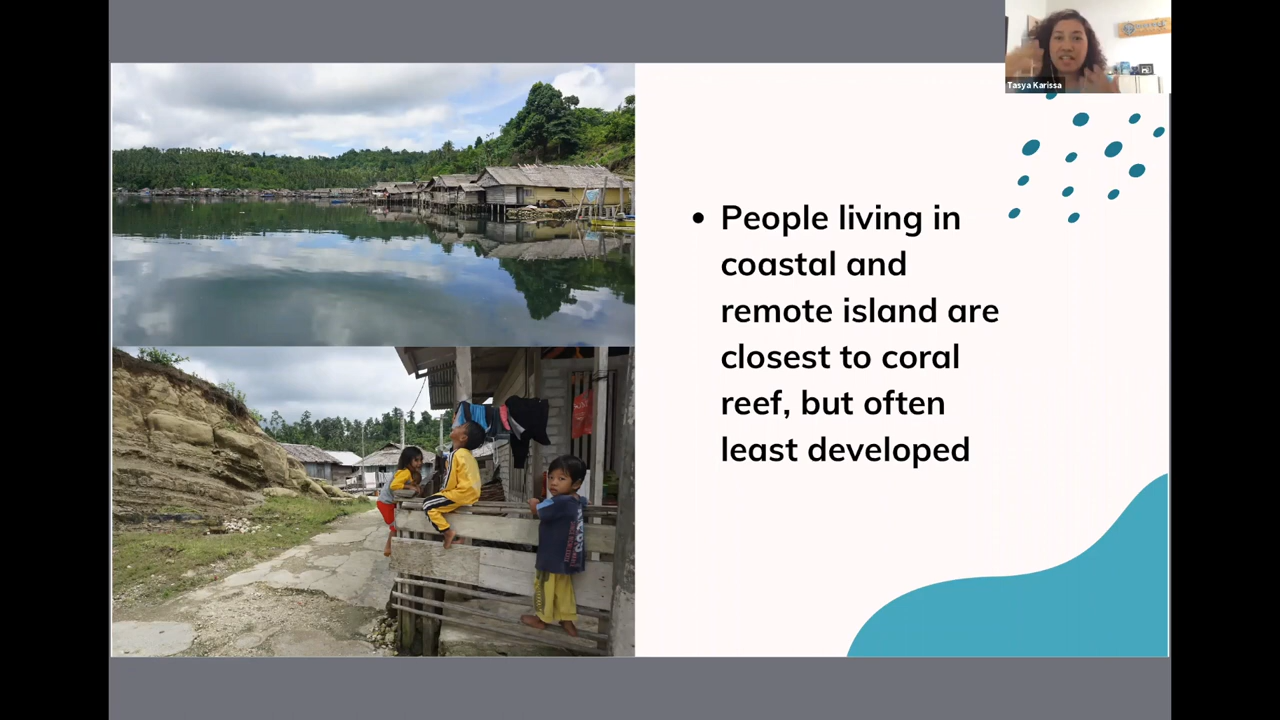 Tasya Karissa
People living in
coastal and
remote island are
closest to coral
reef, but often
least developed